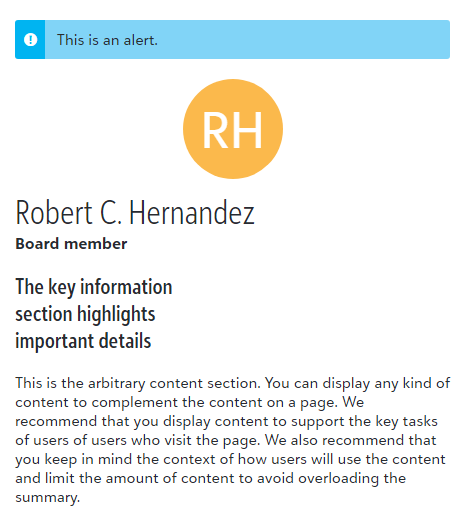 This is an alert.
RH
Robert C. Hernandez
Board member
The key information
section highlights
important details
This is the arbitrary content section. You can display any kind of
content to complement the content on a page. We
recommend that you display content to support the key tasks
of users of users who visit the page. We also recommend that
you keep in mind the context of how users will use the content
and limit the amount of content to avoid overloading the
summary.